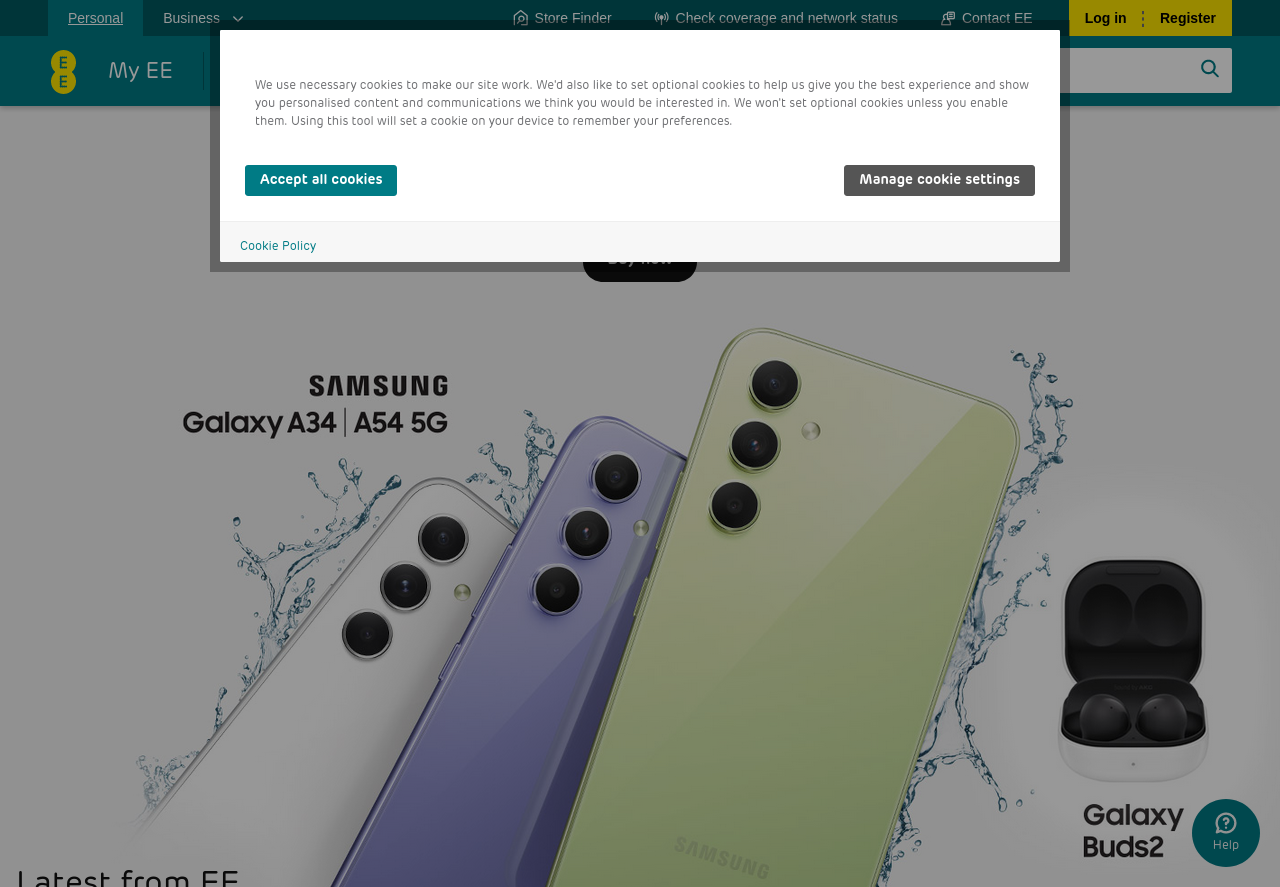 Personal
Business
Store Finder
Check coverage and network status
Contact EE
Log in
Register
EE
My EE
We use necessary cookies to make our site work. We'd also like to set optional cookies to help us give you the best experience and show
you personalised content and communications we think you would be interested in. We won't set optional cookies unless you enable
them. Using this tool will set a cookie on your device to remember your preferences.
Accept all cookies
Manage cookie settings
Cookie Policy
Buy now
SAMSUNG
Galaxy A34 | A54 5G
SAMSUNG
Galaxy
Buds2
Help
Latest from EE